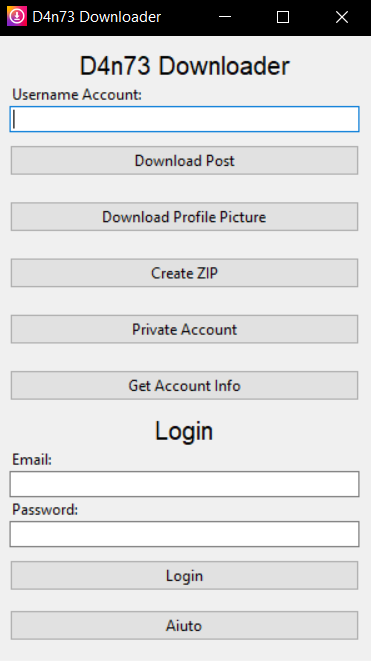 D4n73 Downloader
D4n73 Downloader
Username Account:
Download Post
Download Profile Picture
Create ZIP
Private Account
Get Account Info
Login
Email:
Password:
Login
Aiuto